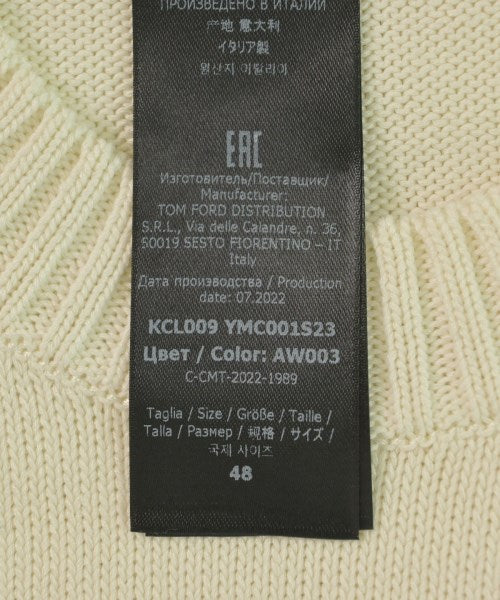 ПРОИЗВЕДЕНО В ИТАЛИИ
产地 意大利
イタリア製
원산지 이탈리아
EAC
Изготовитель/Поставщик/
Manufacturer:
TOM FORD DISTRIBUTION
S.R.L., Via delle Calandre, n. 36,
50019 SESTO FIORENTINO – IT
Italy
Дата производства / Production
date: 07.2022
KCL009 YMC001S23
Цвет / Color: AW003
C-CMT-2022-1989
Taglia / Size / Größe / Taille /
Talla / Размер / 规格 / サイズ /
국제 사이즈
48